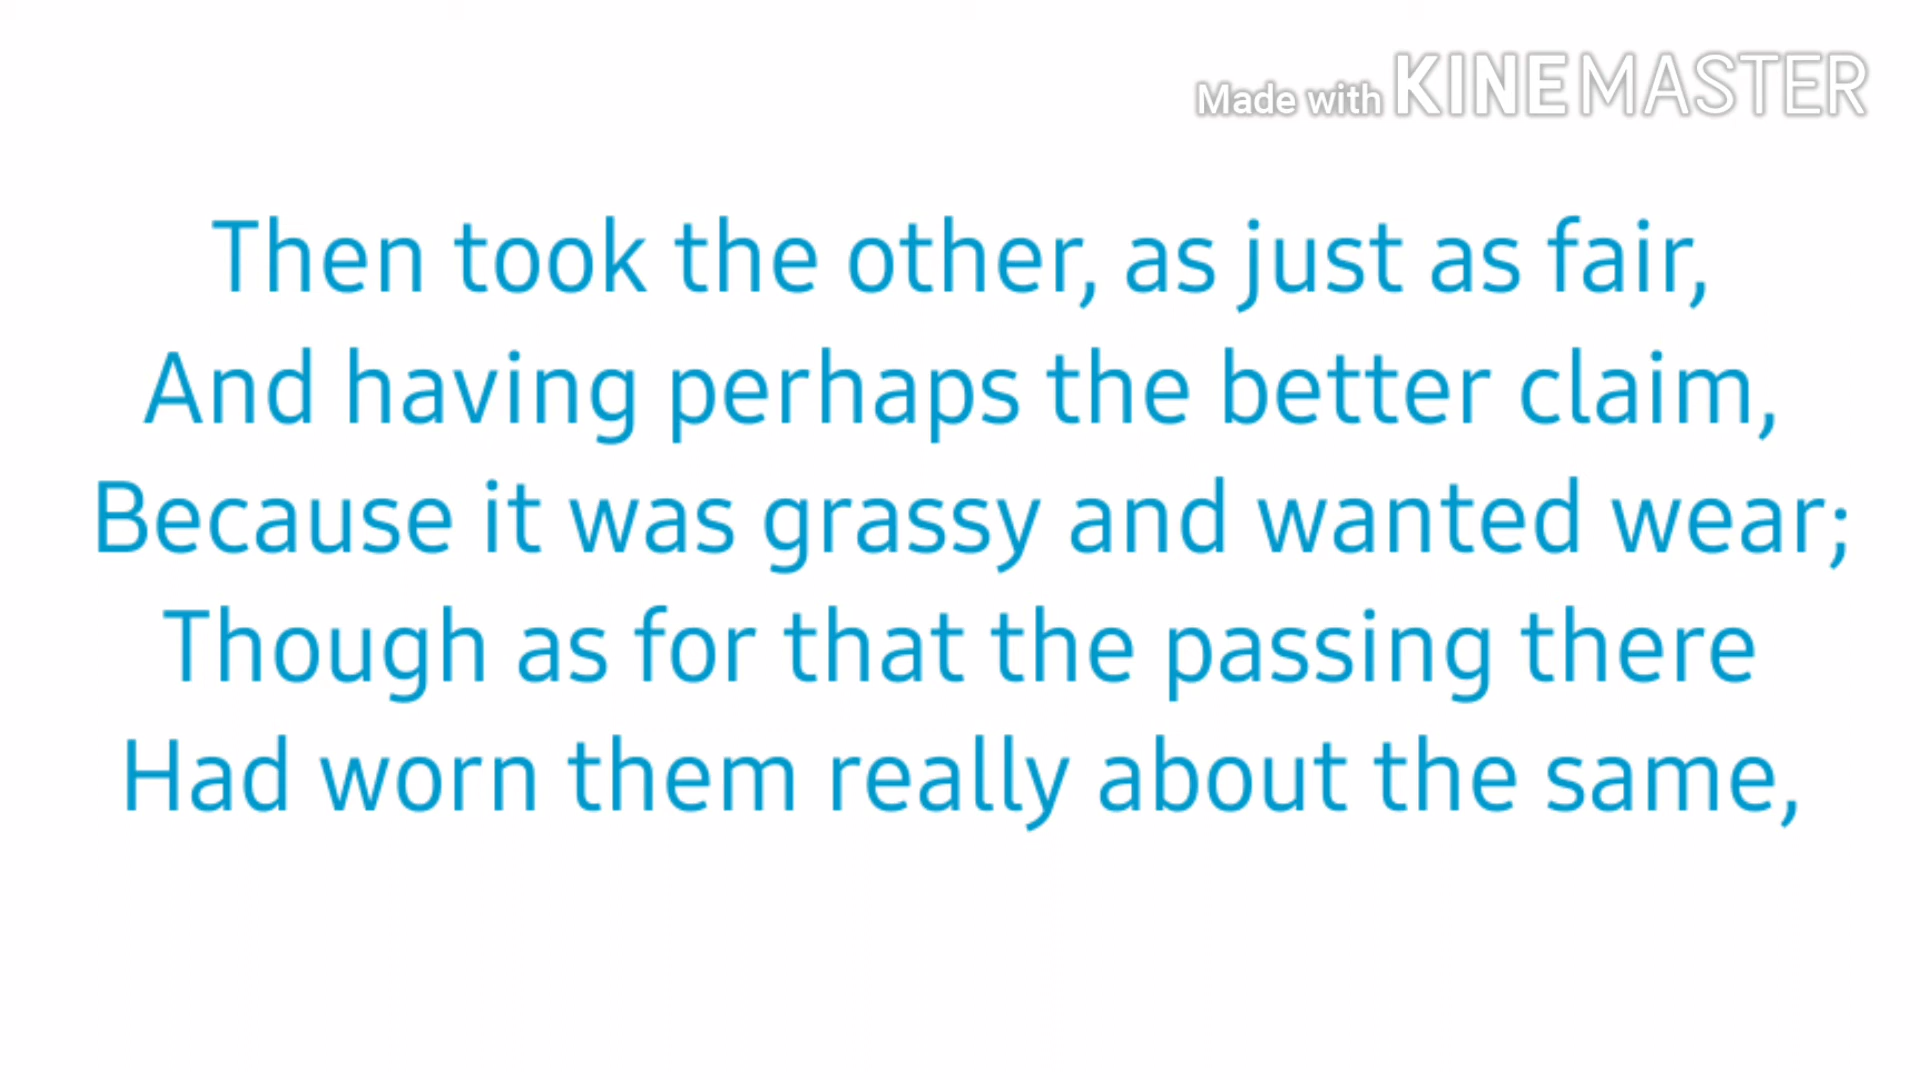 Made with KINEMASTER
Then took the other, as just as fair,
And having perhaps the better claim,
Because it was grassy and wanted wear;
Though as for that the passing there
Had worn them really about the same,